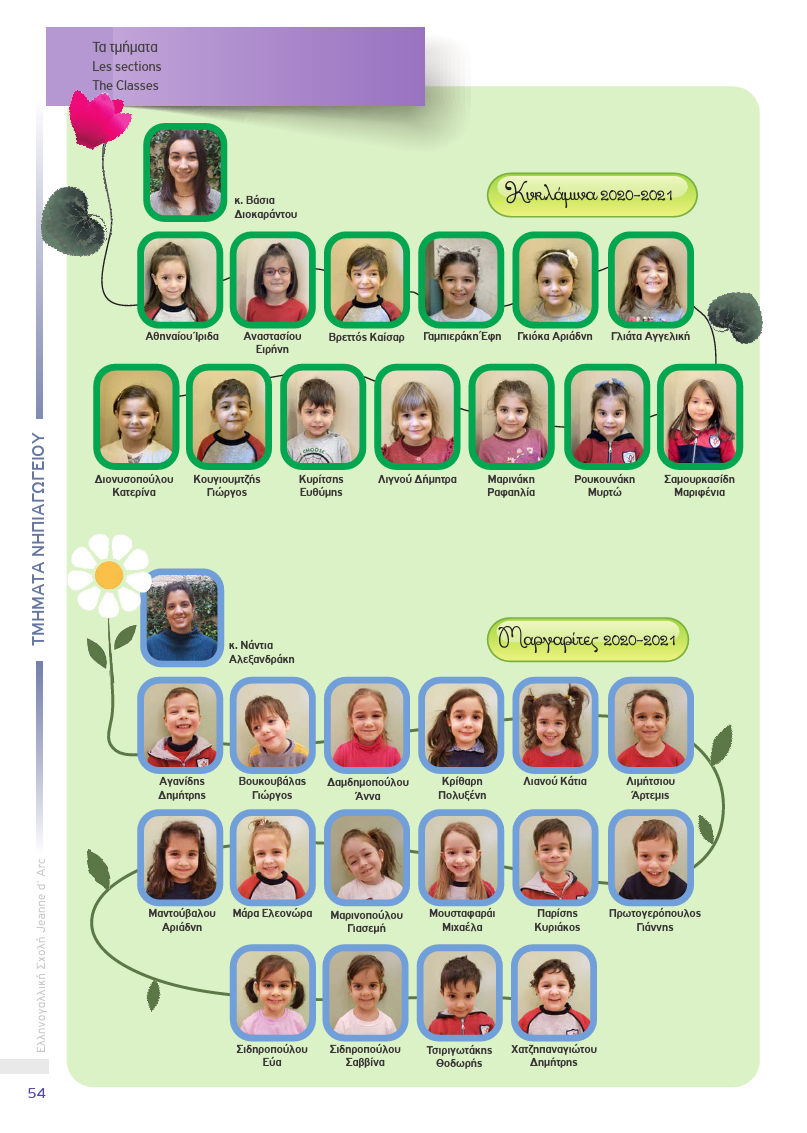 Τα τμήματα
Les sections
The Classes
κ. Βάσια
Διοκαράντου
Κυκλάμινα 2020-2021
Αθηναίου Ίριδα
Αναστασίου
Ειρήνη
Βρεττός Καίσαρ
Γαμπιεράκη Έφη
Γκιόκα Αριάδνη
Γλιάτα Αγγελική
Διονυσοπούλου
Κατερίνα
Κουγιουμτζής
Γιώργος
Κυρίτσης
Ευθύμης
Λιγνού Δήμητρα
Μαρινάκη
Ραφαηλία
Ρουκουνάκη
Μυρτώ
Σαμουρκασίδη
Μαριφένια
ΤΜΗΜΑΤΑ ΝΗΠΙΑΓΩΓΕΙΟΥ
κ. Νάντια
Αλεξανδράκη
Μαργαρίτες 2020-2021
Αγανίδης
Δημήτρης
Βουκουβάλας
Γιώργος
Δαμδημοπούλου
Άννα
Κρίθαρη
Πολυξένη
Λιανού Κάτια
Λιμήτσιου
Άρτεμις
Μαντούβαλου
Αριάδνη
Μάρα Ελεονώρα
Μαρινοπούλου
Γιασεμή
Μουσταφαράι
Μιχαέλα
Παρίσης
Κυριάκος
Πρωτογερόπουλος
Γιάννης
Σιδηροπούλου
Εύα
Σιδηροπούλου
Σαββίνα
Τσιριγωτάκης
Θοδωρής
Χατζηπαναγιώτου
Δημήτρης
Ελληνογαλλική Σχολή Jeanne d' Arc
54